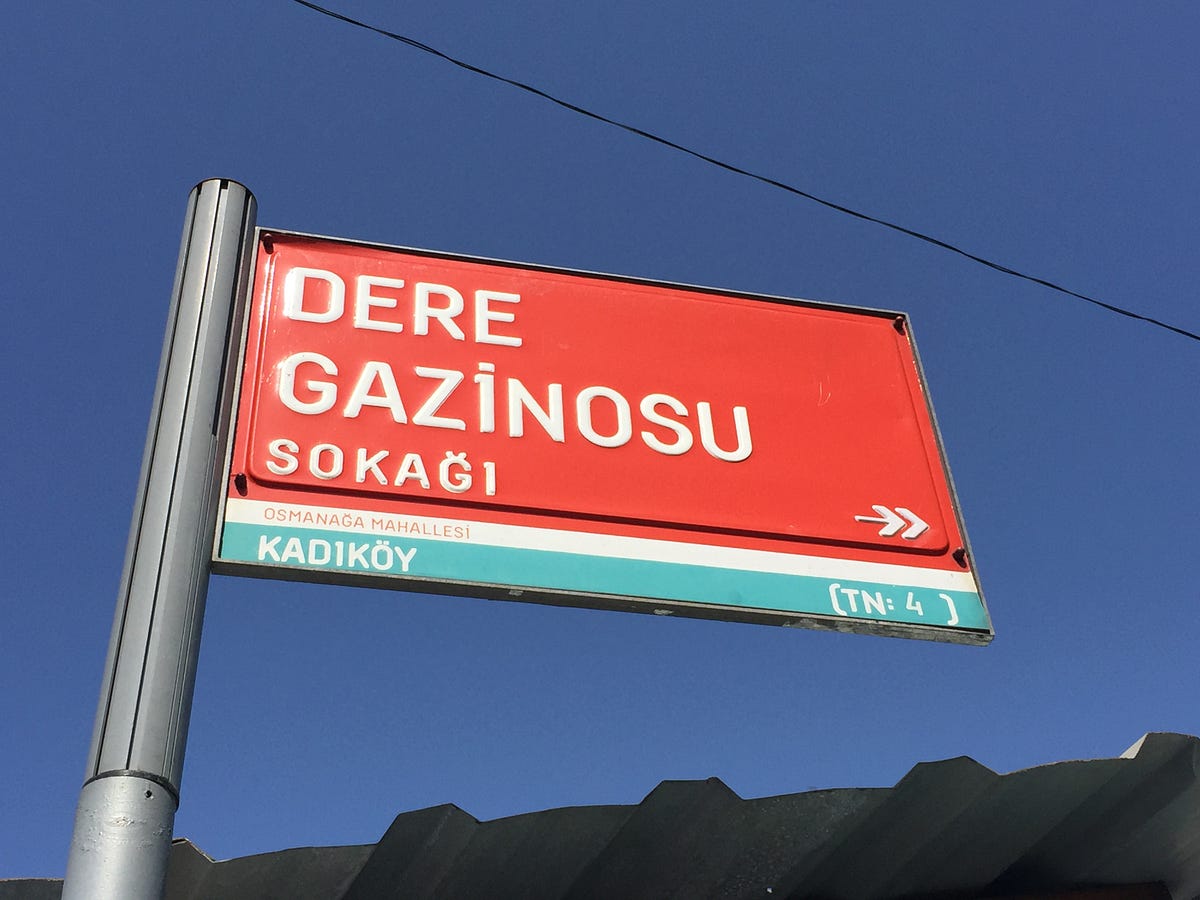 DERE
GAZİNOSU
SOKAĞI
OSMANAĞA MAHALLESİ
KADIKÖY
(TN: 4 )